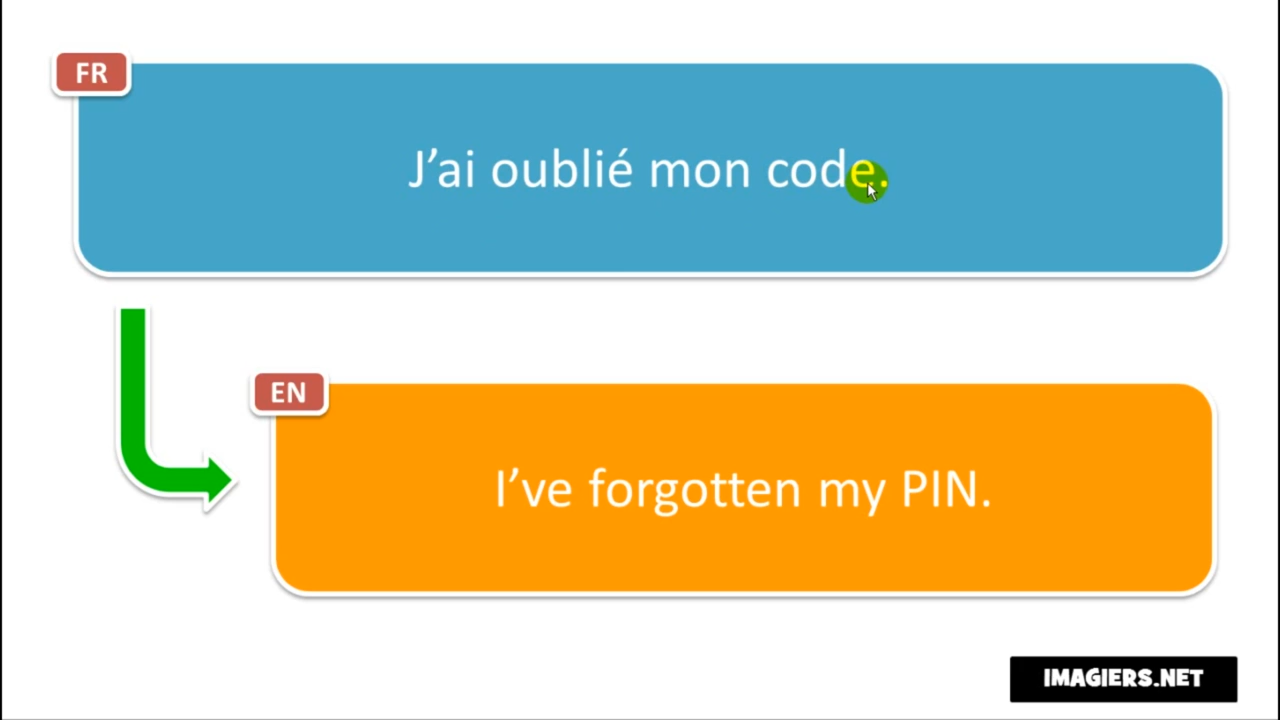 FR
J’ai oublié mon code.
EN
I’ve forgotten my PIN.
IMAGIERS.NET